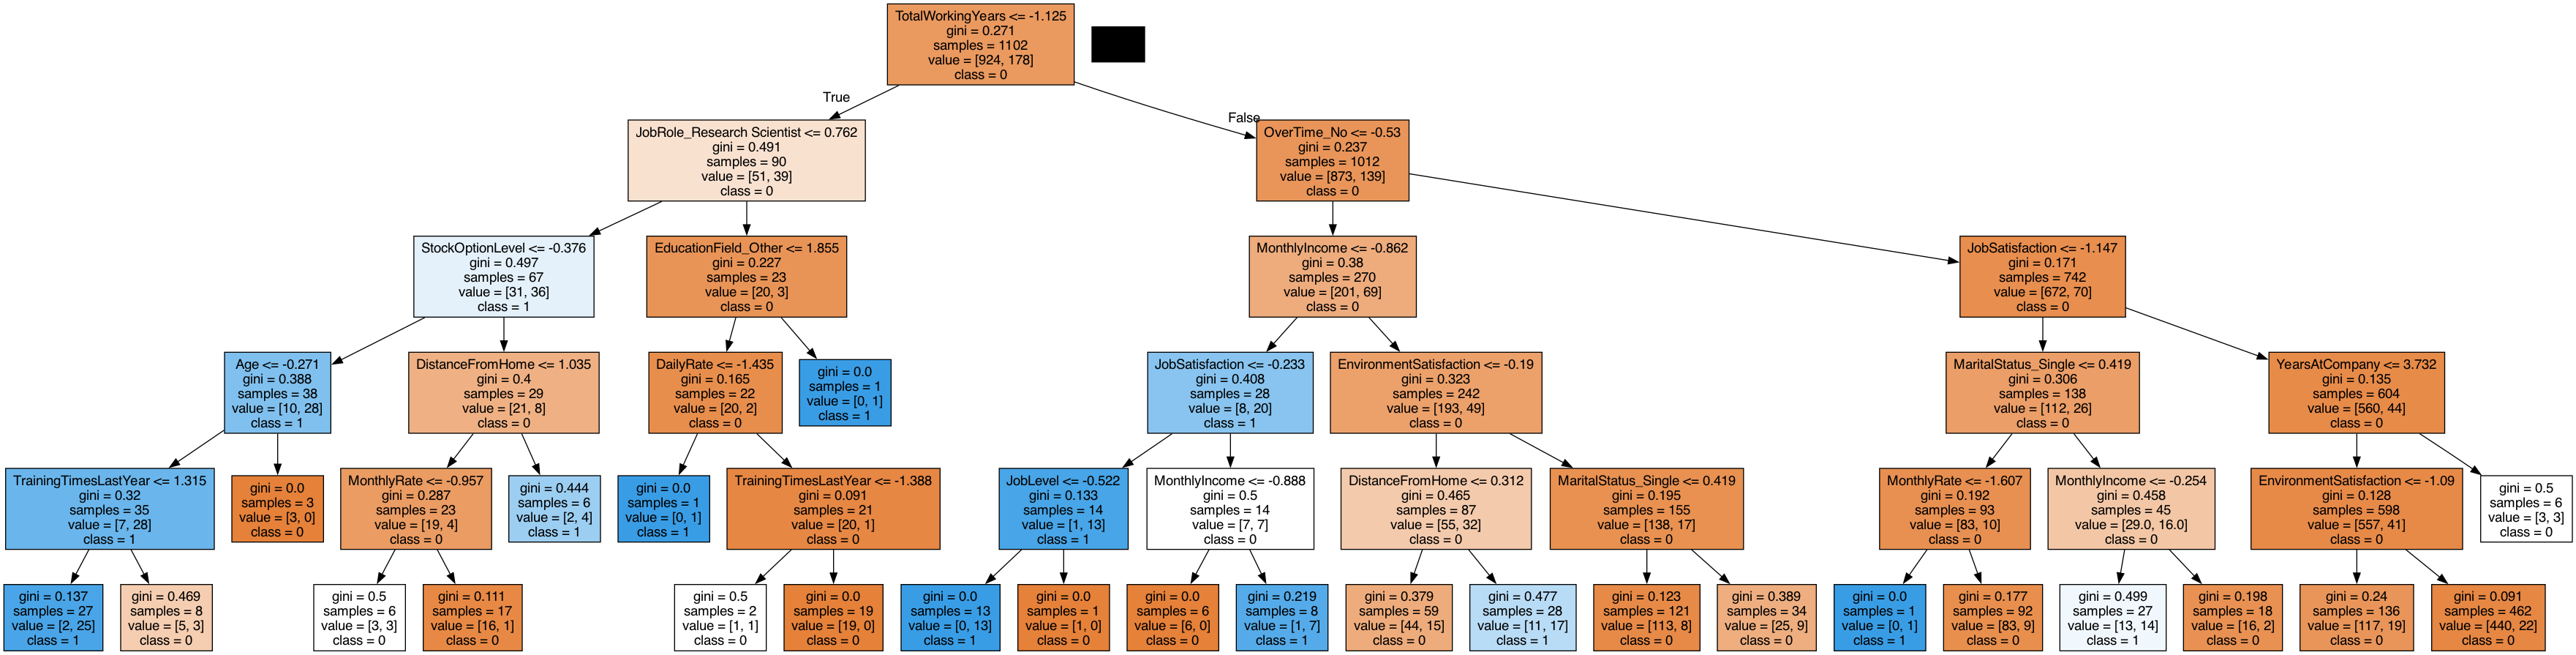 TotalWorkingYears <= -1.125
gini = 0.271
samples = 1102
value = [924, 178]
class = 0
True
False
JobRole_Research Scientist <= 0.762
gini = 0.491
samples = 90
value = [51, 39]
class = 0
OverTime_No <= -0.53
gini = 0.237
samples = 1012
value = [873, 139]
class = 0
StockOptionLevel <= -0.376
gini = 0.497
samples = 67
value = [31, 36]
class = 1
EducationField_Other <= 1.855
gini = 0.227
samples = 23
value = [20, 3]
class = 0
MonthlyIncome <= -0.862
gini = 0.38
samples = 270
value = [201, 69]
class = 0
JobSatisfaction <= -1.147
gini = 0.171
samples = 742
value = [672, 70]
class = 0
Age <= -0.271
gini = 0.388
samples = 38
value = [10, 28]
class = 1
DistanceFromHome <= 1.035
gini = 0.4
samples = 29
value = [21, 8]
class = 0
DailyRate <= -1.435
gini = 0.165
samples = 22
value = [20, 2]
class = 0
gini = 0.0
samples = 1
value = [0, 1]
class = 1
JobSatisfaction <= -0.233
gini = 0.408
samples = 28
value = [8, 20]
class = 1
EnvironmentSatisfaction <= -0.19
gini = 0.323
samples = 242
value = [193, 49]
class = 0
MaritalStatus_Single <= 0.419
gini = 0.306
samples = 138
value = [112, 26]
class = 0
YearsAtCompany <= 3.732
gini = 0.135
samples = 604
value = [560, 44]
class = 0
TrainingTimesLastYear <= 1.315
gini = 0.32
samples = 35
value = [7, 28]
class = 1
gini = 0.0
samples = 3
value = [3, 0]
class = 0
MonthlyRate <= -0.957
gini = 0.287
samples = 23
value = [19, 4]
class = 0
gini = 0.444
samples = 6
value = [2, 4]
class = 1
gini = 0.0
samples = 1
value = [0, 1]
class = 1
TrainingTimesLastYear <= -1.388
gini = 0.091
samples = 21
value = [20, 1]
class = 0
JobLevel <= -0.522
gini = 0.133
samples = 14
value = [1, 13]
class = 1
MonthlyIncome <= -0.888
gini = 0.5
samples = 14
value = [7, 7]
class = 0
DistanceFromHome <= 0.312
gini = 0.465
samples = 87
value = [55, 32]
class = 0
MaritalStatus_Single <= 0.419
gini = 0.195
samples = 155
value = [138, 17]
class = 0
MonthlyRate <= -1.607
gini = 0.192
samples = 93
value = [83, 10]
class = 0
MonthlyIncome <= -0.254
gini = 0.458
samples = 45
value = [29.0, 16.0]
class = 0
EnvironmentSatisfaction <= -1.09
gini = 0.128
samples = 598
value = [557, 41]
class = 0
gini = 0.5
samples = 6
value = [3, 3]
class = 0
gini = 0.137
samples = 27
value = [2, 25]
class = 1
gini = 0.469
samples = 8
value = [5, 3]
class = 0
gini = 0.5
samples = 6
value = [3, 3]
class = 0
gini = 0.111
samples = 17
value = [16, 1]
class = 0
gini = 0.5
samples = 2
value = [1, 1]
class = 0
gini = 0.0
samples = 19
value = [19, 0]
class = 0
gini = 0.0
samples = 13
value = [0, 13]
class = 1
gini = 0.0
samples = 1
value = [1, 0]
class = 0
gini = 0.0
samples = 6
value = [6, 0]
class = 0
gini = 0.219
samples = 8
value = [1, 7]
class = 1
gini = 0.379
samples = 59
value = [44, 15]
class = 0
gini = 0.477
samples = 28
value = [11, 17]
class = 1
gini = 0.123
samples = 121
value = [113, 8]
class = 0
gini = 0.389
samples = 34
value = [25, 9]
class = 0
gini = 0.0
samples = 1
value = [0, 1]
class = 1
gini = 0.177
samples = 92
value = [83, 9]
class = 0
gini = 0.499
samples = 27
value = [13, 14]
class = 1
gini = 0.198
samples = 18
value = [16, 2]
class = 0
gini = 0.24
samples = 136
value = [117, 19]
class = 0
gini = 0.091
samples = 462
value = [440, 22]
class = 0